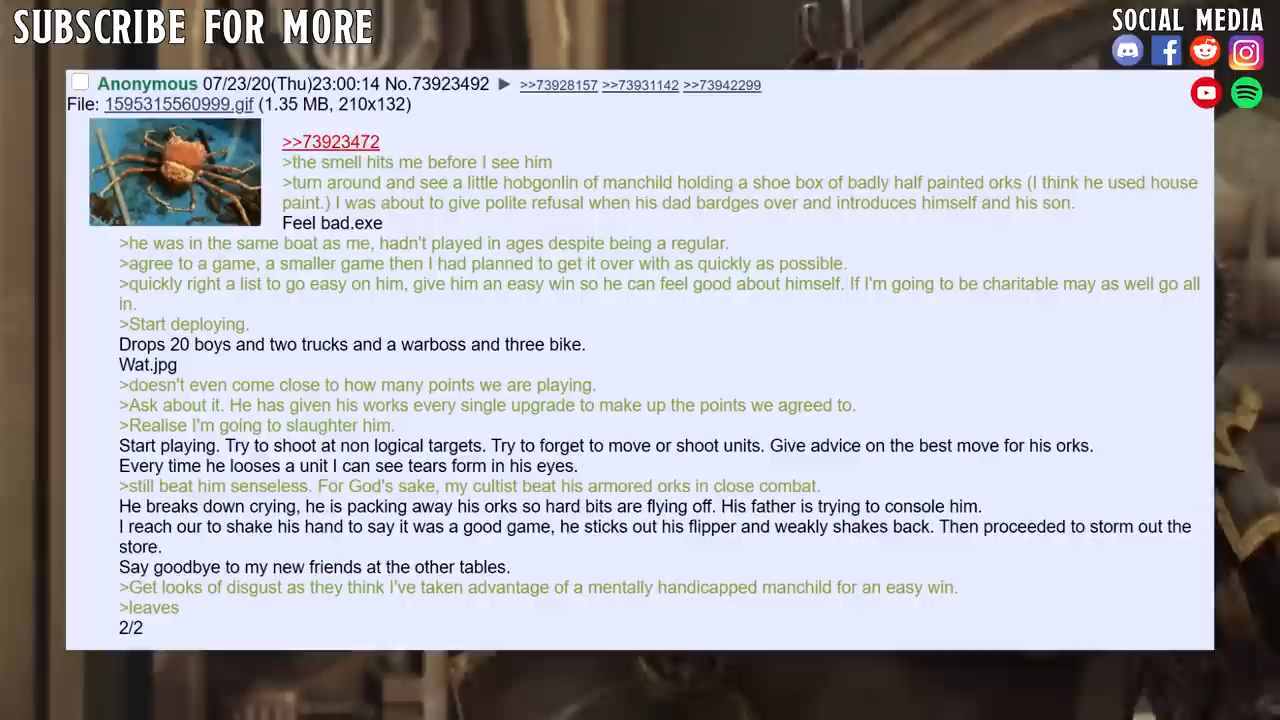 SUBSCRIBE FOR MORE
SOCIAL MEDIA
Anonymous 07/23/20(Thu)23:00:14 No.73923492 ▶ >>73928157 >>73931142 >>73942299
File: 1595315560999.gif (1.35 MB, 210x132)
>>73923472
>the smell hits me before I see him
>turn around and see a little hobgonlin of manchild holding a shoe box of badly half painted orks (I think he used house
paint.) I was about to give polite refusal when his dad bardges over and introduces himself and his son.
Feel bad.exe
>he was in the same boat as me, hadn't played in ages despite being a regular.
>agree to a game, a smaller game then I had planned to get it over with as quickly as possible.
>quickly right a list to go easy on him, give him an easy win so he can feel good about himself. If I'm going to be charitable may as well go all
in.
>Start deploying.
Drops 20 boys and two trucks and a warboss and three bike.
Wat.jpg
>doesn't even come close to how many points we are playing.
>Ask about it. He has given his works every single upgrade to make up the points we agreed to.
>Realise I'm going to slaughter him.
Start playing. Try to shoot at non logical targets. Try to forget to move or shoot units. Give advice on the best move for his orks.
Every time he looses a unit I can see tears form in his eyes.
>still beat him senseless. For God's sake, my cultist beat his armored orks in close combat.
He breaks down crying, he is packing away his orks so hard bits are flying off. His father is trying to console him.
I reach our to shake his hand to say it was a good game, he sticks out his flipper and weakly shakes back. Then proceeded to storm out the
store.
Say goodbye to my new friends at the other tables.
>Get looks of disgust as they think I've taken advantage of a mentally handicapped manchild for an easy win.
>leaves
2/2